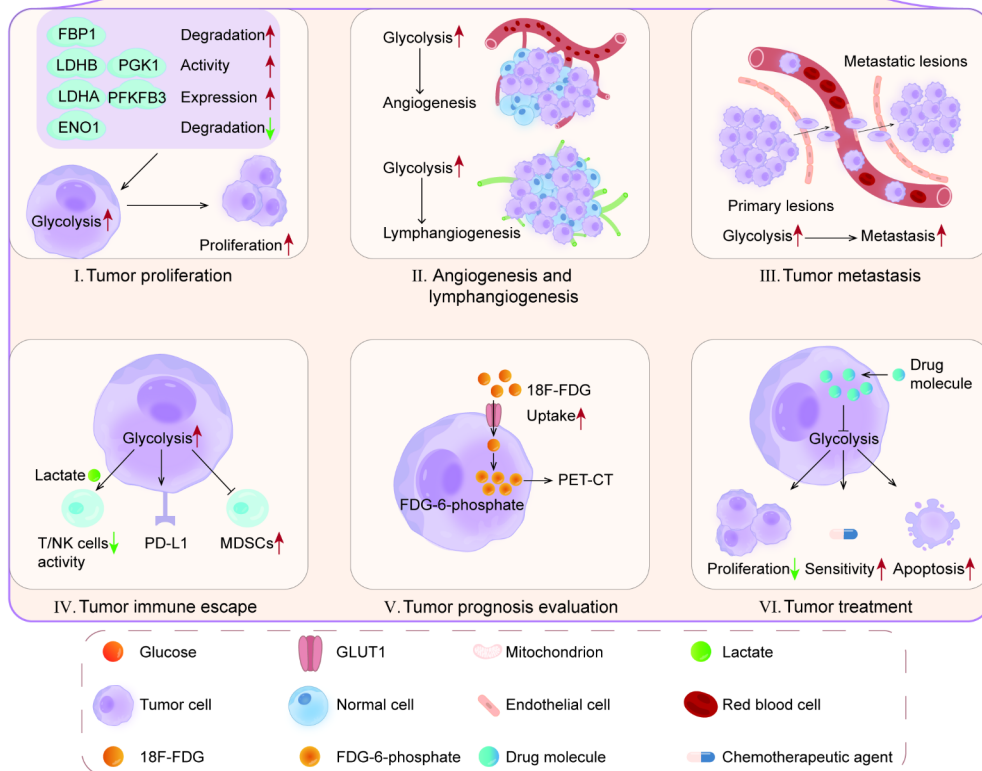 FBP1 Degradation
LDHB PGK1 Activity
LDHA PFKFB3 Expression
ENO1 Degradation
Glycolysis
Proliferation
I. Tumor proliferation
Glycolysis
Angiogenesis
Glycolysis
Lymphangiogenesis
II. Angiogenesis and
lymphangiogenesis
Metastatic lesions
Primary lesions
Glycolysis Metastasis
III. Tumor metastasis
Glycolysis
Lactate
T/NK cells
activity
PD-L1
MDSCs
IV. Tumor immune escape
18F-FDG
Uptake
FDG-6-phosphate
PET-CT
V. Tumor prognosis evaluation
Drug
molecule
Glycolysis
Proliferation Sensitivity Apoptosis
VI. Tumor treatment
Glucose GLUT1 Mitochondrion Lactate
Tumor cell Normal cell Endothelial cell Red blood cell
18F-FDG FDG-6-phosphate Drug molecule Chemotherapeutic agent